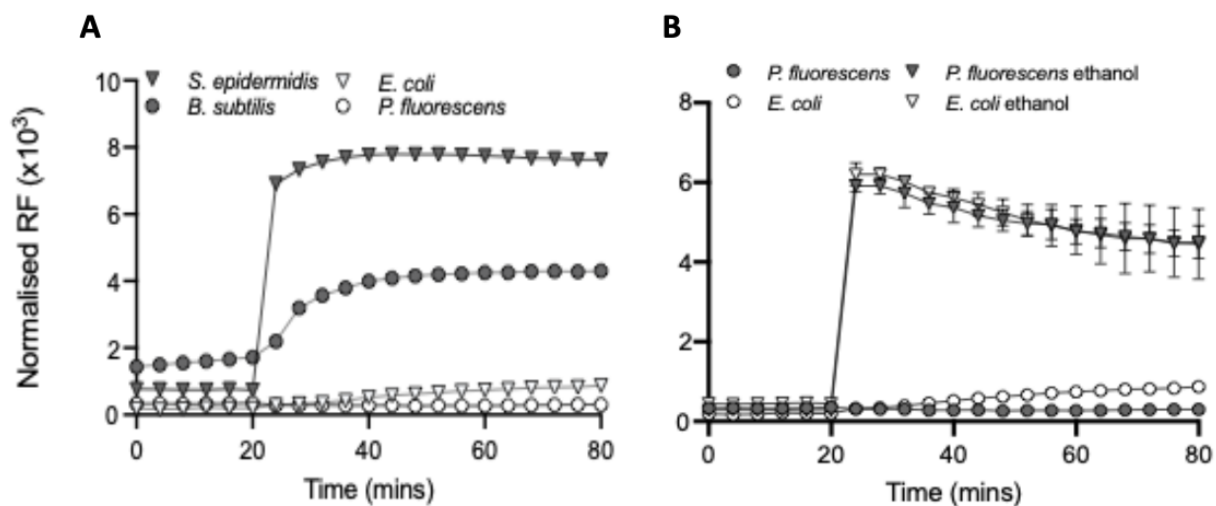 A
B
S. epidermidis
E. coli
B. subtilis
P. fluorescens
P. fluorescens
P. fluorescens ethanol
E. coli
E. coli ethanol
Normalised RF (x10³)
10
8
6
4
2
0
0
20
40
60
80
Time (mins)
8
6
4
2
0
0
20
40
60
80
Time (mins)